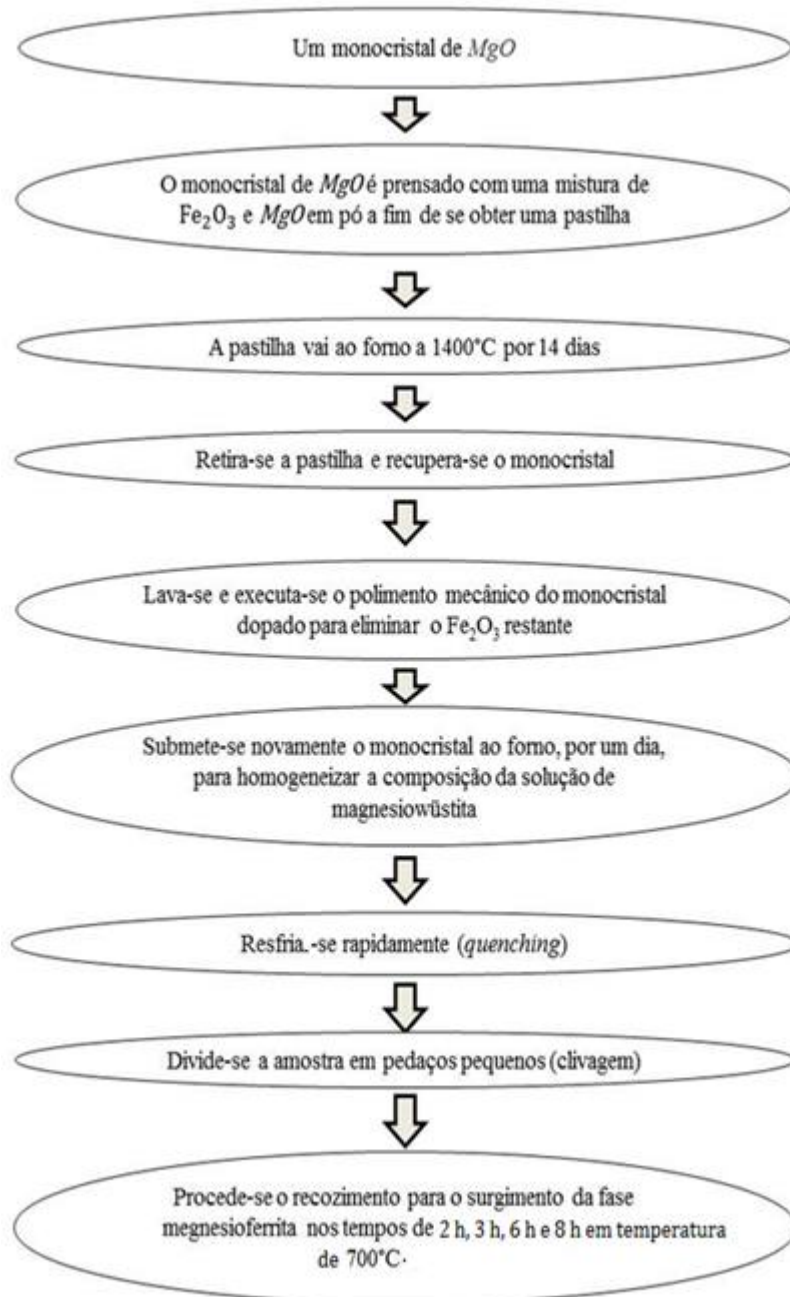 Um monocristal de MgO
O monocristal de MgO é prensado com uma mistura de
Fe₂O₃ e MgO em pó a fim de se obter uma pastilha
A pastilha vai ao forno a 1400°C por 14 dias
Retira-se a pastilha e recupera-se o monocristal
Lava-se e executa-se o polimento mecânico do monocristal
dopado para eliminar o Fe₂O₃ restante
Submete-se novamente o monocristal ao forno, por um dia,
para homogeneizar a composição da solução de
magnesiowüstita
Resfria.-se rapidamente (quenching)
Divide-se a amostra em pedaços pequenos (clivagem)
Procede-se o recozimento para o surgimento da fase
megnesioferrita nos tempos de 2 h, 3 h, 6 h e 8 h em temperatura
de 700°C.